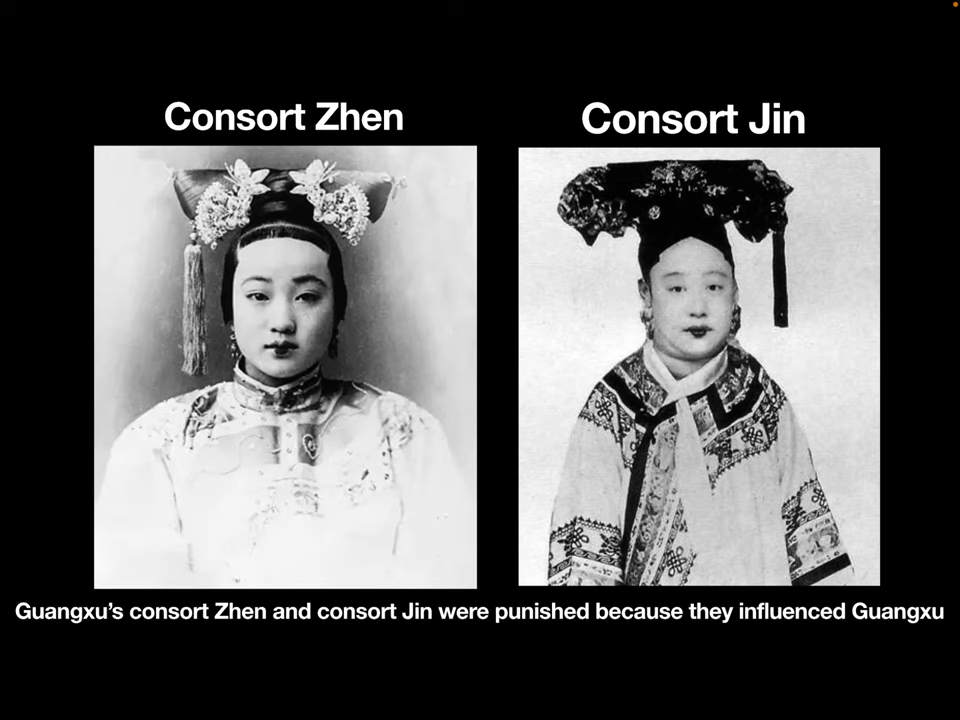 Consort Zhen
Consort Jin
Guangxu’s consort Zhen and consort Jin were punished because they influenced Guangxu